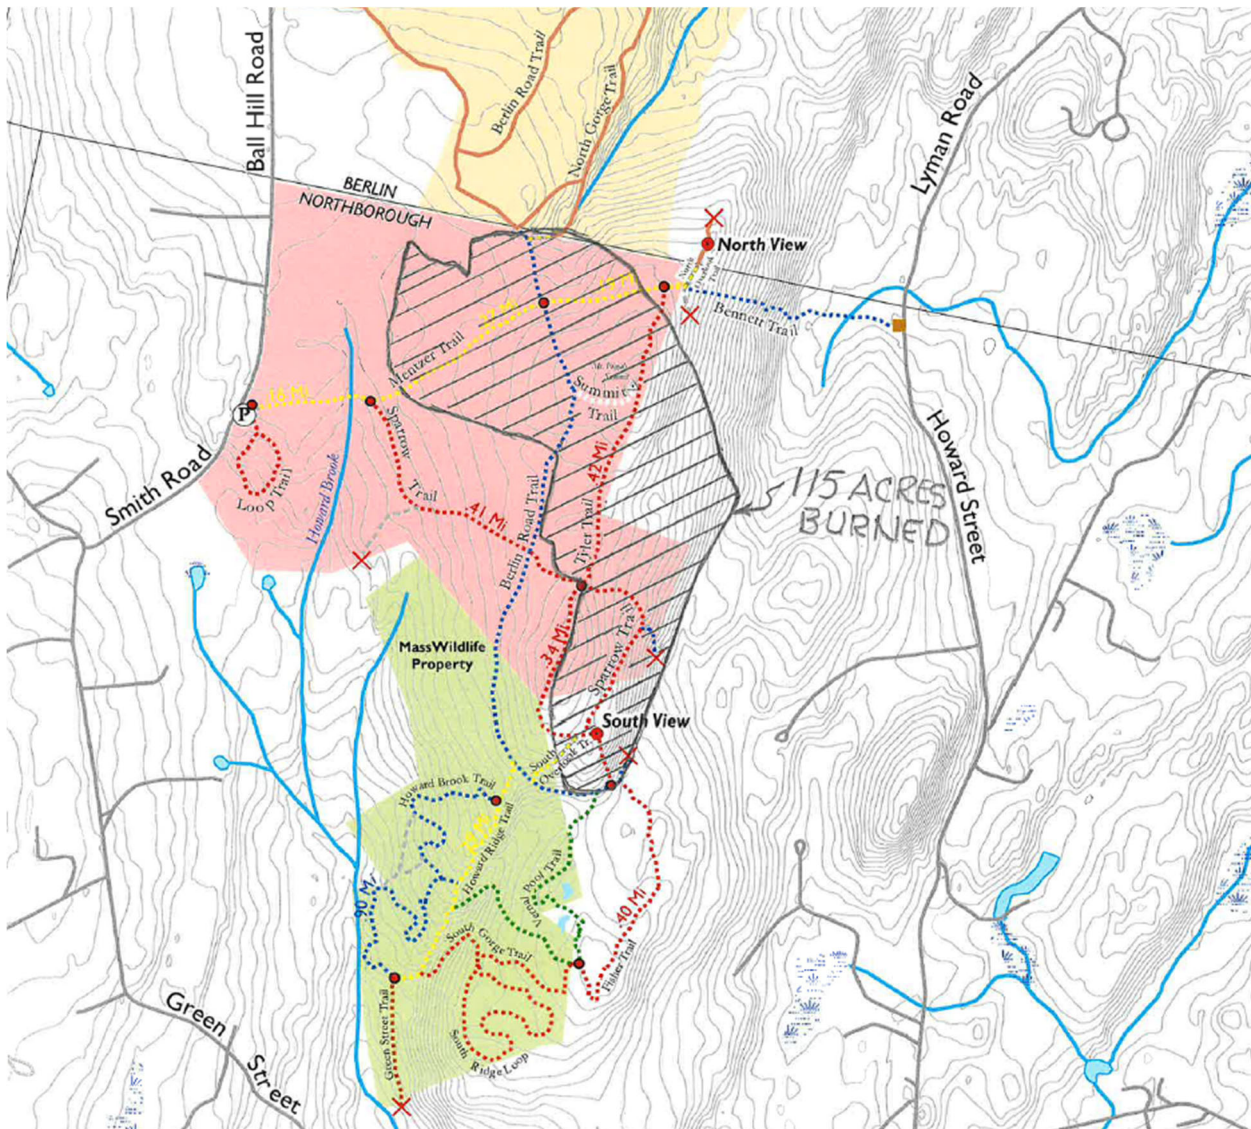 Ball Hill Road
Berlin Road Trail
North Gorge Trail
Lyman Road
BERLIN
NORTHBOROUGH
North View
Bennett Trail
Mentzer Trail
Summit
Trail
.16 Mi
P
Sparrow
Trail
Loop Trail
Smith Road
Howard Brook
.42 Mi
115 ACRES
BURNED
Howard Street
.41 Mi
Berlin Road Trail
Tyler Trail
MassWildlife
Property
.34 Mi
Sparrow Trail
South View
South
Overlook Tr.
Howard Brook Trail
Howard Ridge Trail
.90 Mi
Vernal
Pool Trail
.40 Mi
Fisher Trail
South Gorge Trail
Green Street Trail
South Ridge Loop
Green
Street